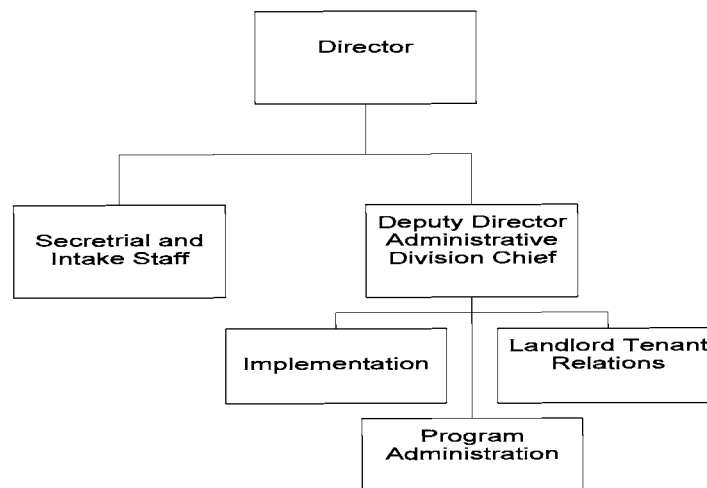 Director
Secretrial and
Intake Staff
Deputy Director
Administrative
Division Chief
Implementation
Landlord Tenant
Relations
Program
Administration